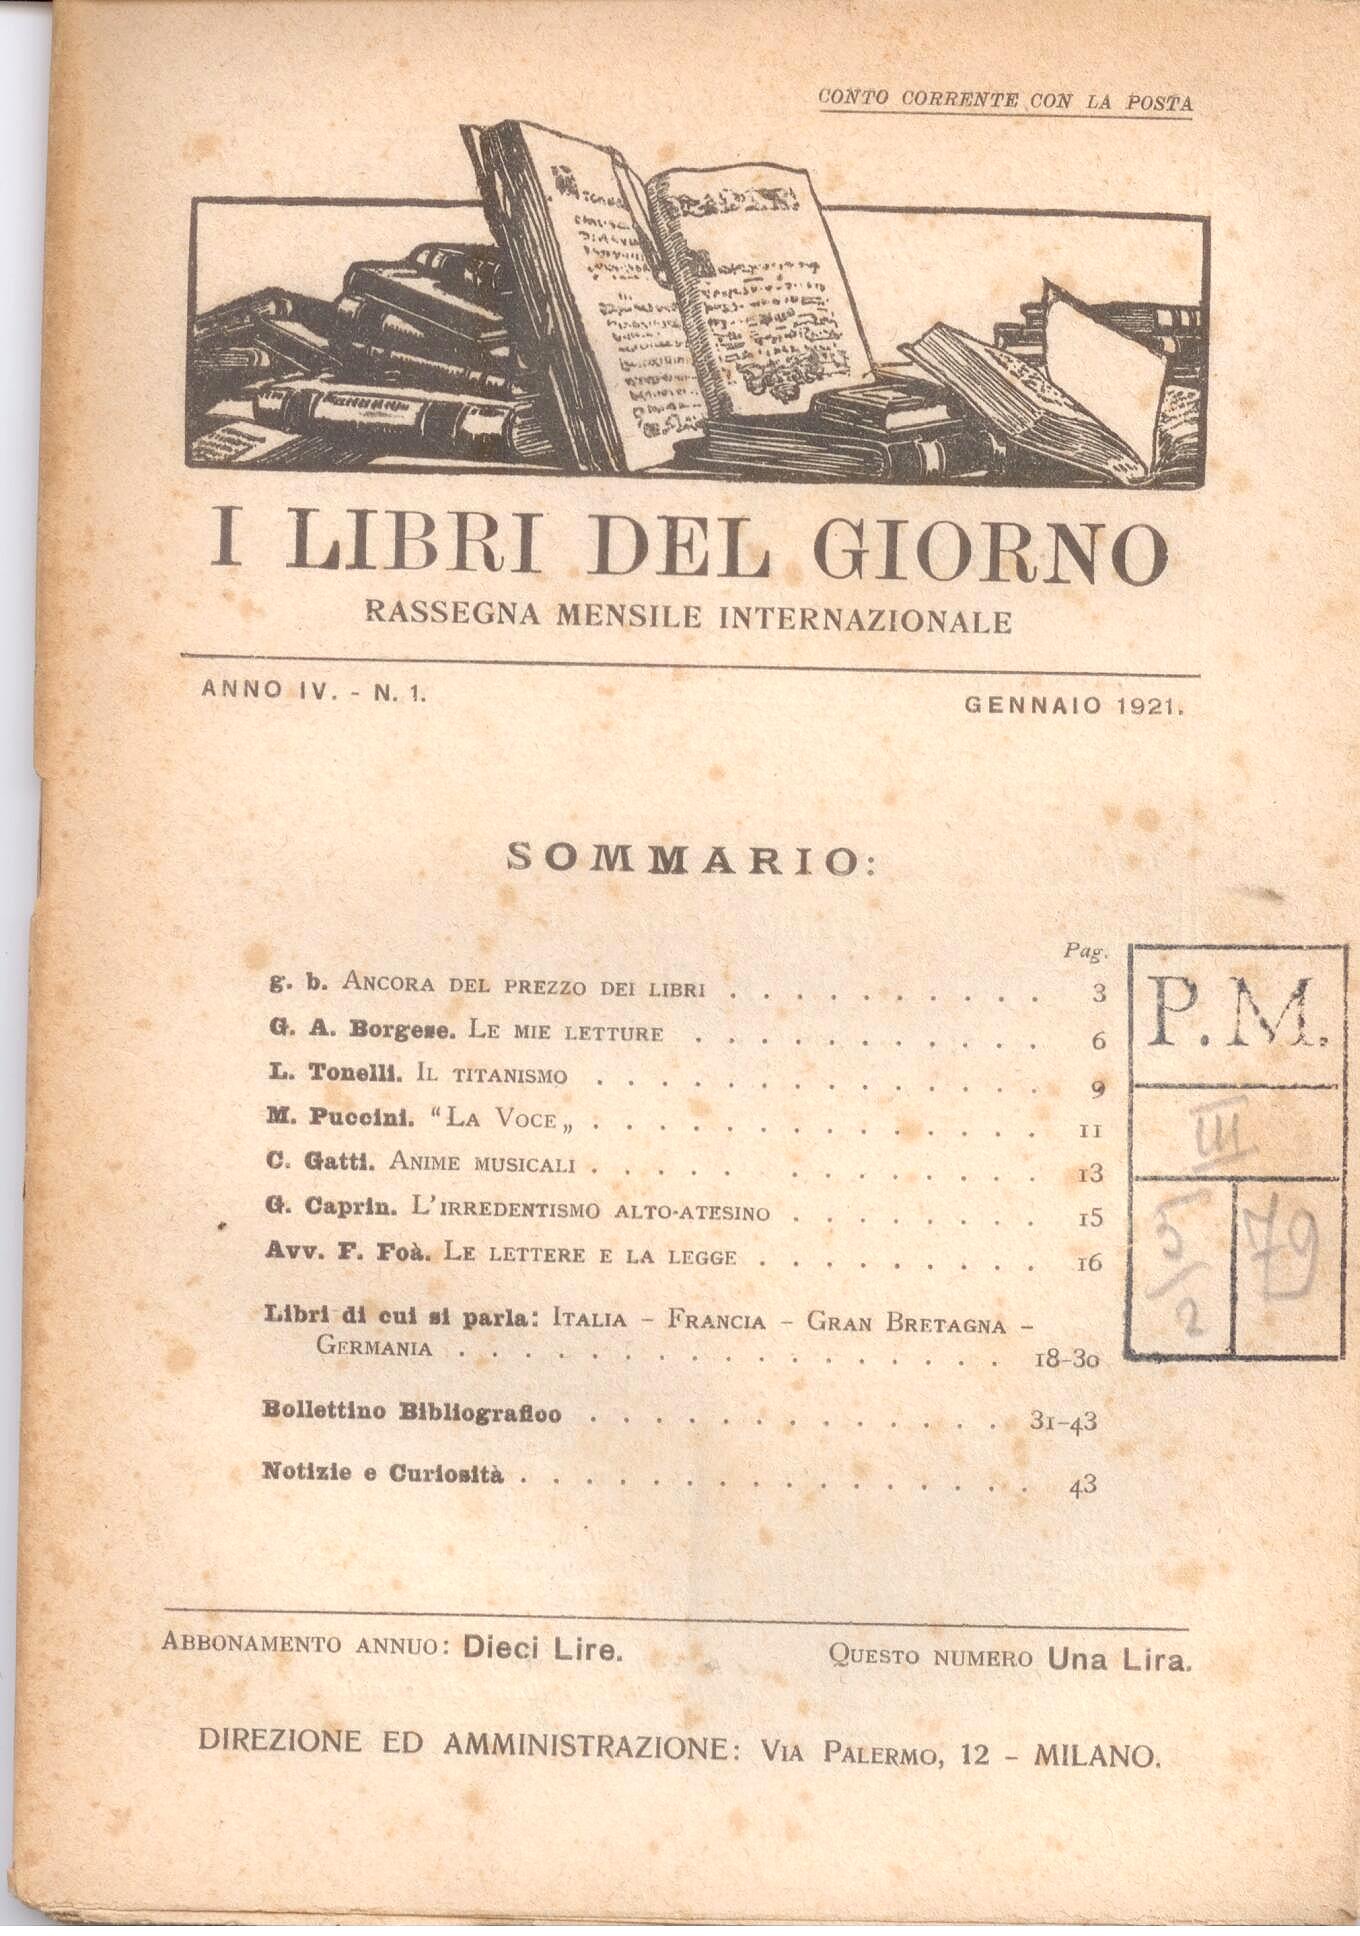 CONTO CORRENTE CON LA POSTA
I LIBRI DEL GIORNO
RASSEGNA MENSILE INTERNAZIONALE
ANNO IV. - N. 1.
GENNAIO 1921.
SOMMARIO:
Pag.
g. b. ANCORA DEL PREZZO DEI LIBRI . . . . . . . . . . 3
G. A. Borgese. LE MIE LETTURE . . . . . . . . . . . 6
L. Tonelli. IL TITANISMO . . . . . . . . . . . . . . 9
M. Puccini. “LA VOCE„ . . . . . . . . . . . . . . 11
C. Gatti. ANIME MUSICALI . . . . . . . . . . . . . . 13
G. Caprin. L'IRREDENTISMO ALTO-ATESINO . . . . . . . . 15
Avv. F. Foà. LE LETTERE E LA LEGGE . . . . . . . . . 16
Libri di cui si parla: ITALIA – FRANCIA – GRAN BRETAGNA –
GERMANIA . . . . . . . . . . . . . . . . . 18-30
Bollettino Bibliografico . . . . . . . . . . . . . 31-43
Notizie e Curiosità . . . . . . . . . . . . . . . . 43
P. M.
III
5/2
79
ABBONAMENTO ANNUO: Dieci Lire.
QUESTO NUMERO Una Lira.
DIREZIONE ED AMMINISTRAZIONE: VIA PALERMO, 12 – MILANO.